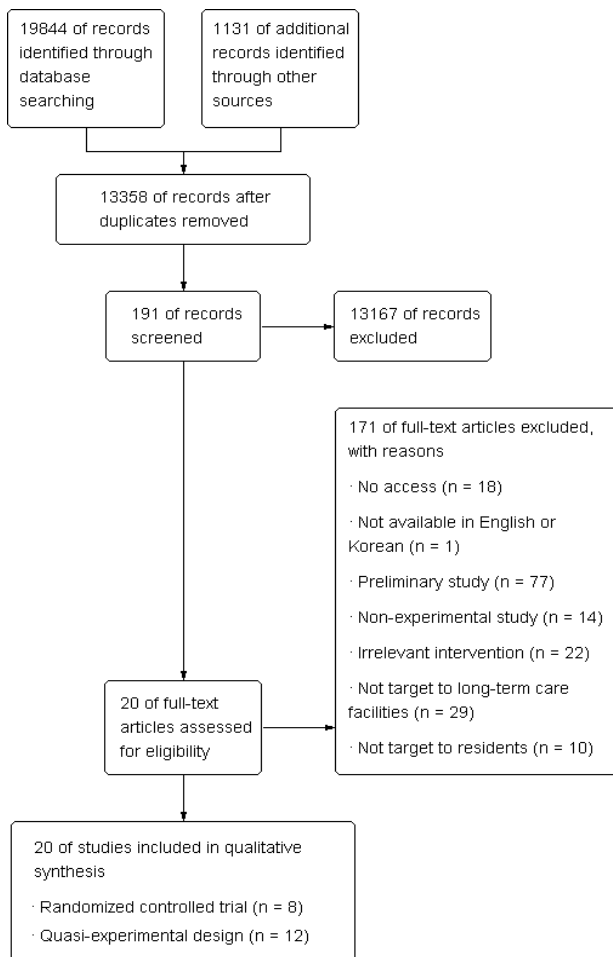 19844 of records
identified through
database
searching
1131 of additional
records identified
through other
sources
13358 of records after
duplicates removed
191 of records
screened
13167 of records
excluded
171 of full-text articles excluded,
with reasons
· No access (n = 18)
· Not available in English or
Korean (n = 1)
· Preliminary study (n = 77)
· Non-experimental study (n = 14)
· Irrelevant intervention (n = 22)
· Not target to long-term care
facilities (n = 29)
· Not target to residents (n = 10)
20 of full-text
articles assessed
for eligibility
20 of studies included in qualitative
synthesis
· Randomized controlled trial (n = 8)
· Quasi-experimental design (n = 12)